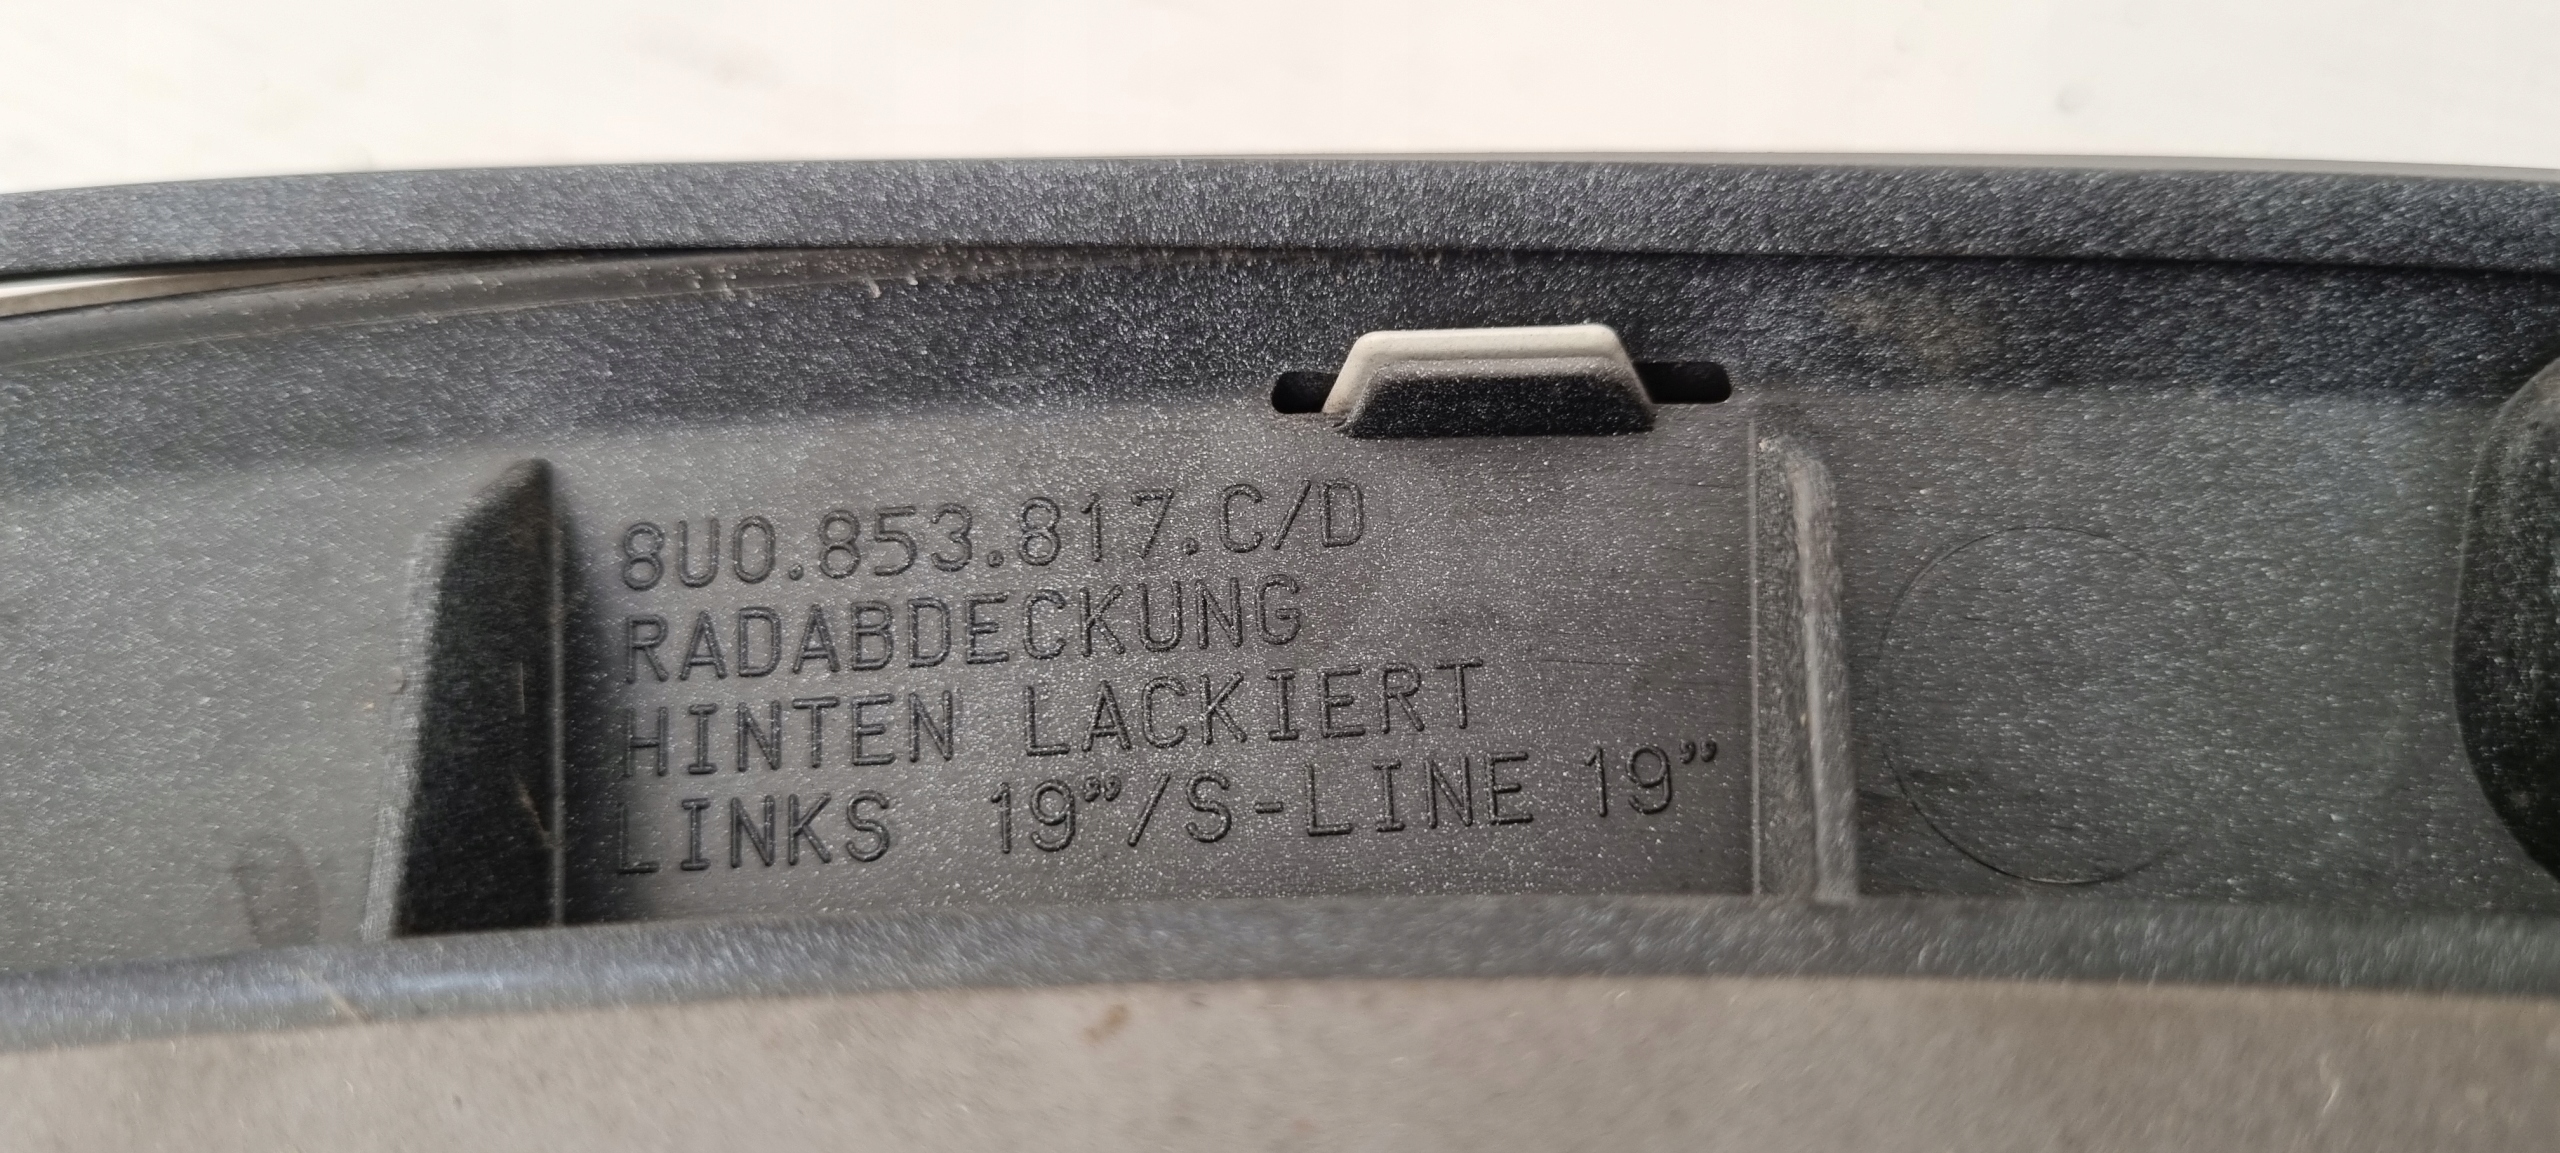 8U0.853.817.C/D
RADABDECKUNG
HINTEN LACKIERT
LINKS 19”/S-LINE 19”